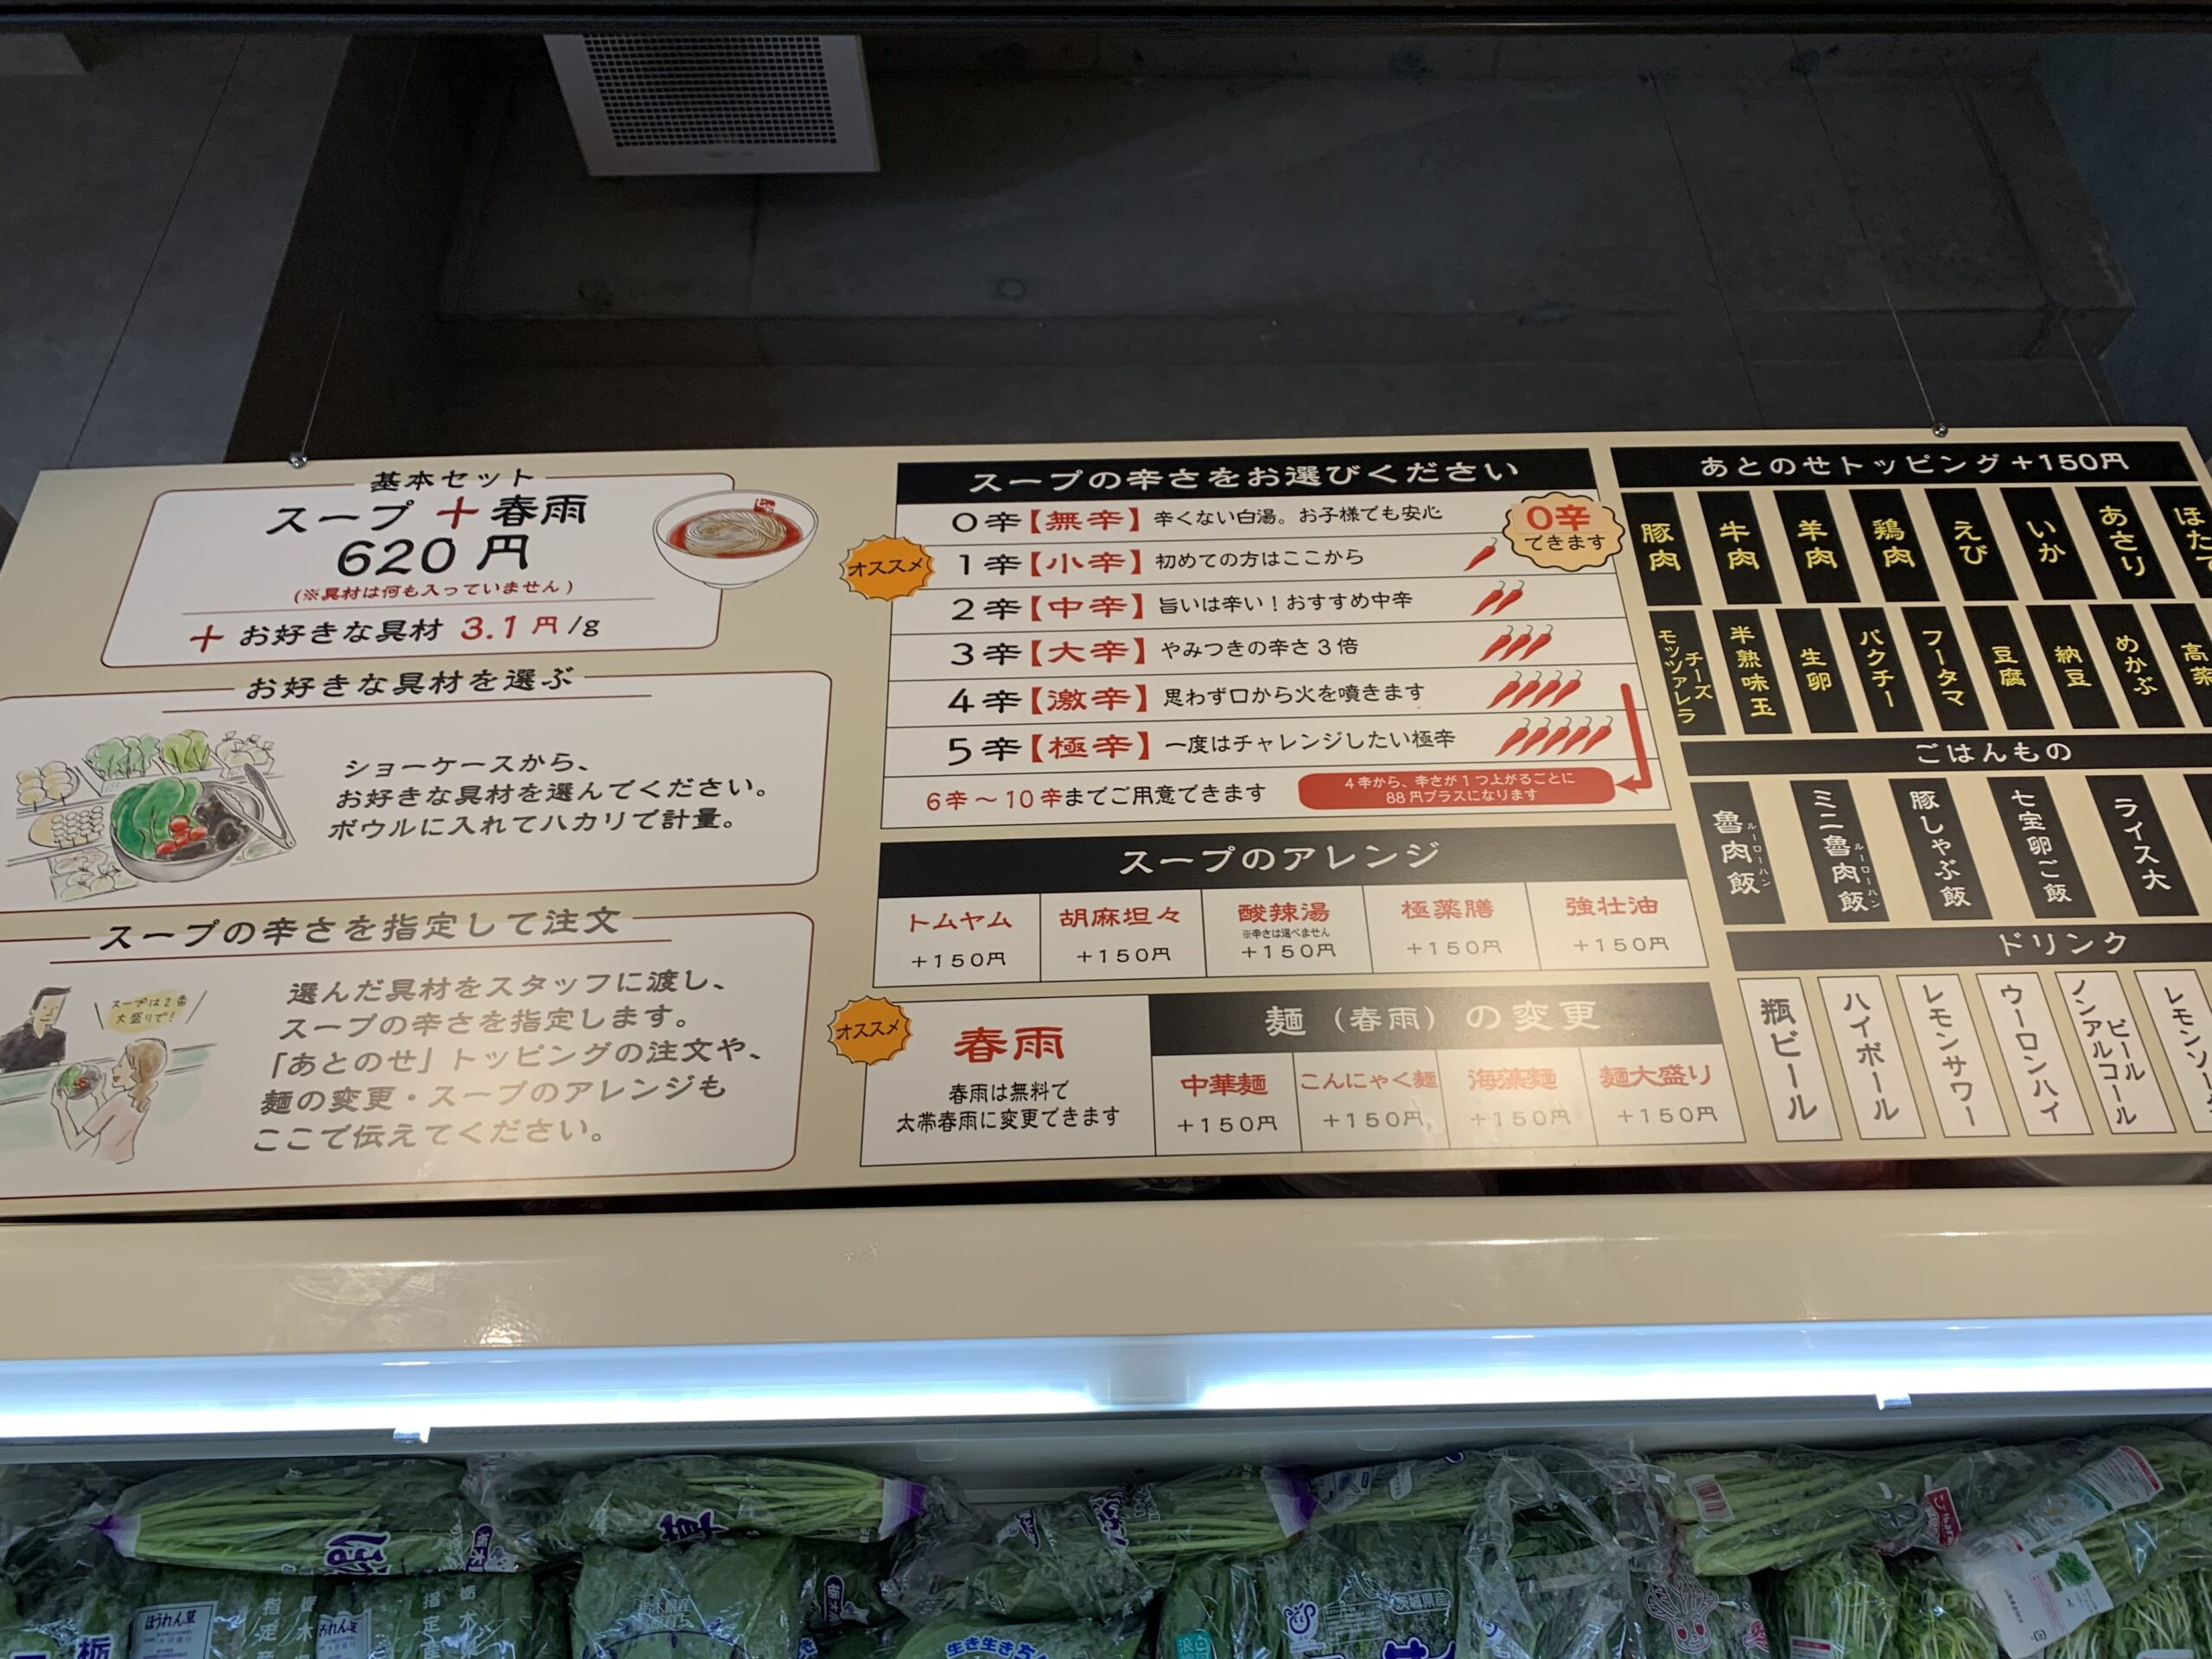 基本セット
スープ＋春雨
620円
(※具材は何も入っていません)
＋お好きな具材 3.1円/g
お好きな具材を選ぶ
ショーケースから、
お好きな具材を選んでください。
ボウルに入れてハカリで計量。
スープの辛さを指定して注文
スープは2番
大盛りで!
選んだ具材をスタッフに渡し、
スープの辛さを指定します。
「あとのせ」トッピングの注文や、
麺の変更・スープのアレンジも
ここで伝えてください。
スープの辛さをお選びください
0辛【無辛】辛くない白湯。お子様でも安心
0辛
できます
オススメ
1辛【小辛】初めての方はここから
2辛【中辛】旨いは辛い！おすすめ中辛
3辛【大辛】やみつきの辛さ3倍
4辛【激辛】思わず口から火を噴きます
5辛【極辛】一度はチャレンジしたい極辛
6辛～10辛までご用意できます
4辛から、辛さが1つ上がるごとに
88円プラスになります
スープのアレンジ
トムヤム
+150円
胡麻坦々
+150円
酸辣湯
※辛さは選べません
+150円
極薬膳
+150円
強壮油
+150円
オススメ
春雨
春雨は無料で
太帯春雨に変更できます
麺（春雨）の変更
中華麺
+150円
こんにゃく麺
+150円
海藻麺
+150円
麺大盛り
+150円
あとのせトッピング+150円
豚肉
牛肉
羊肉
鶏肉
えび
いか
あさり
ほたて
モッツァレラ
チーズ
半熟味玉
生卵
パクチー
フータマ
豆腐
納豆
めかぶ
高菜
ごはんもの
魯肉飯
ルーローハン
ミニ魯肉飯
ルーローハン
豚しゃぶ飯
七宝卵ご飯
ライス大
ドリンク
瓶ビール
ハイボール
レモンサワー
ウーロンハイ
ノンアルコール
ビール
レモンソー
ほうれん草
栃木
指定産
栃
生き生き